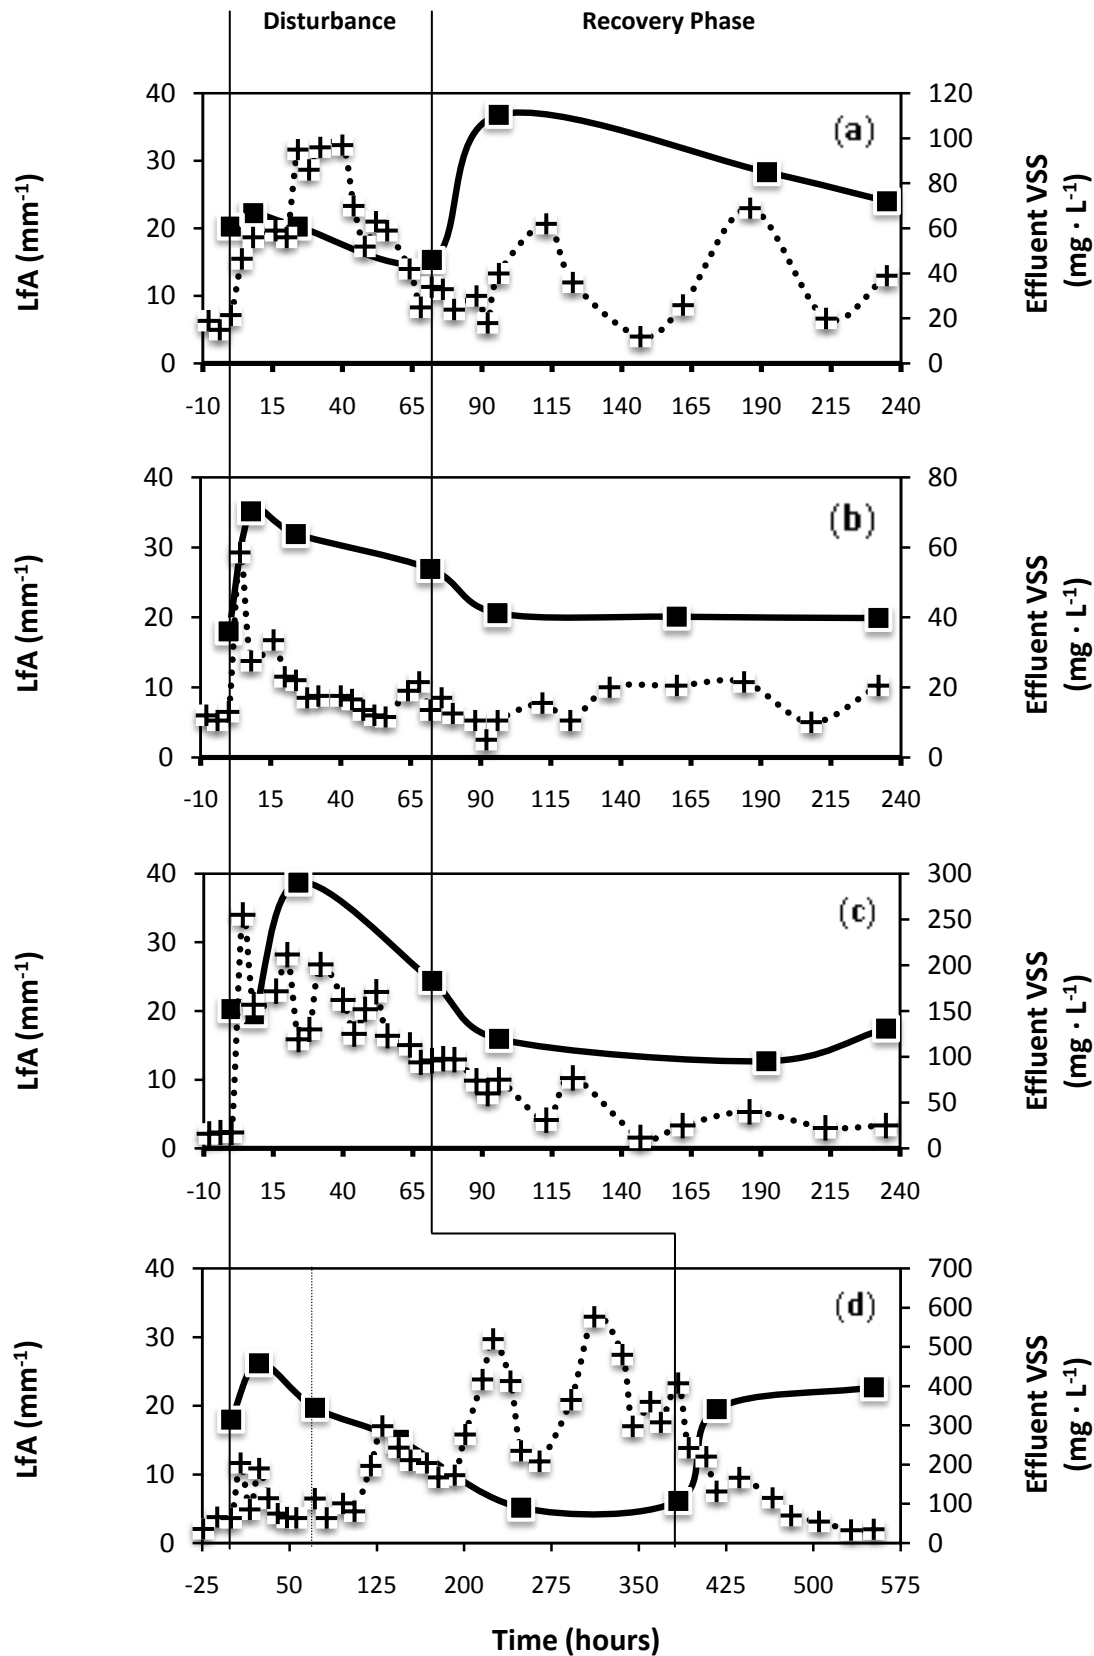 Disturbance Recovery Phase
(a)
LfA (mm-1)
40
30
20
10
0
120
100
80
60
40
20
0
Effluent VSS
(mg · L-1)
-10 15 40 65 90 115 140 165 190 215 240
(b)
LfA (mm-1)
40
30
20
10
0
80
60
40
20
0
Effluent VSS
(mg · L-1)
-10 15 40 65 90 115 140 165 190 215 240
(c)
LfA (mm-1)
40
30
20
10
0
300
250
200
150
100
50
0
Effluent VSS
(mg · L-1)
-10 15 40 65 90 115 140 165 190 215 240
(d)
LfA (mm-1)
40
30
20
10
0
700
600
500
400
300
200
100
0
Effluent VSS
(mg · L-1)
-25 50 125 200 275 350 425 500 575
Time (hours)